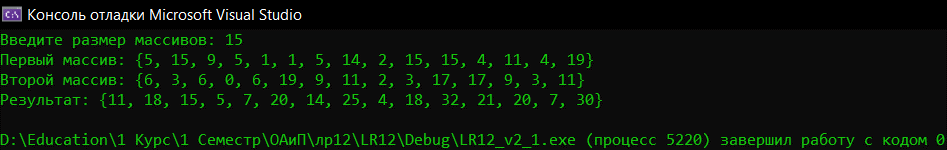 Консоль отладки Microsoft Visual Studio
Введите размер массивов: 15
Первый массив: {5, 15, 9, 5, 1, 1, 5, 14, 2, 15, 15, 4, 11, 4, 19}
Второй массив: {6, 3, 6, 0, 6, 19, 9, 11, 2, 3, 17, 17, 9, 3, 11}
Результат: {11, 18, 15, 5, 7, 20, 14, 25, 4, 18, 32, 21, 20, 7, 30}
D:\Education\1 Курс\1 Семестр\ОАиП\лр12\LR12\Debug\LR12_v2_1.exe (процесс 5220) завершил работу с кодом 0